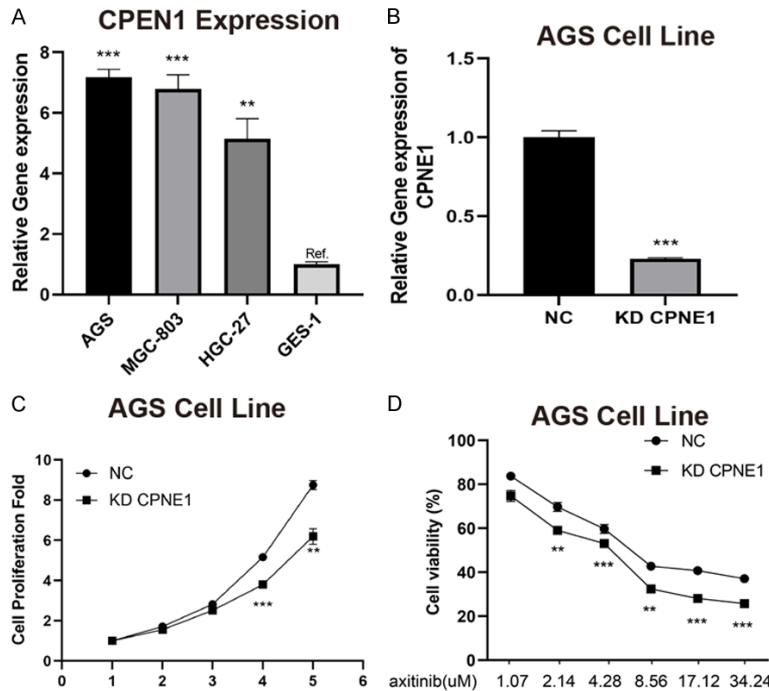 A
CPEN1 Expression
Relative Gene expression
8
6
4
2
0
***
***
**
Ref.
AGS
MGC-803
HGC-27
GES-1
B
AGS Cell Line
Relative Gene expression of
CPNE1
1.5
1.0
0.5
0.0
***
NC
KD CPNE1
C
AGS Cell Line
Cell Proliferation Fold
10
8
6
4
2
0
NC
KD CPNE1
**
***
0 1 2 3 4 5 6
D
AGS Cell Line
Cell viability (%)
100
80
60
40
20
0
NC
KD CPNE1
** *** ** *** ***
axitinib(uM) 1.07 2.14 4.28 8.56 17.12 34.24